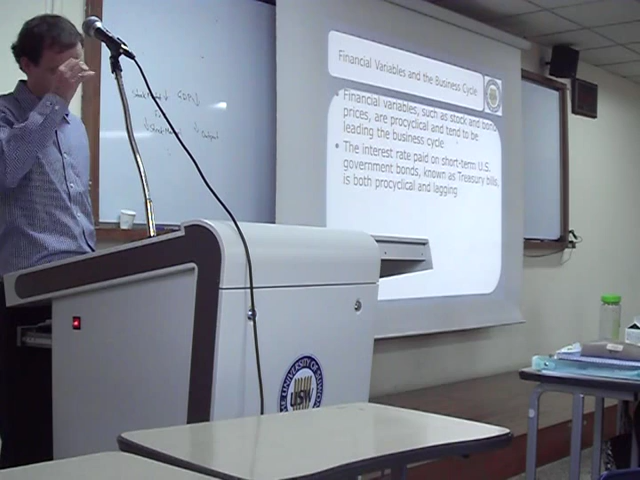 Financial Variables and the Business Cycle
• Financial variables, such as stock and bond
prices, are procyclical and tend to be
leading the business cycle
• The interest rate paid on short-term U.S.
government bonds, known as Treasury bills,
is both procyclical and lagging